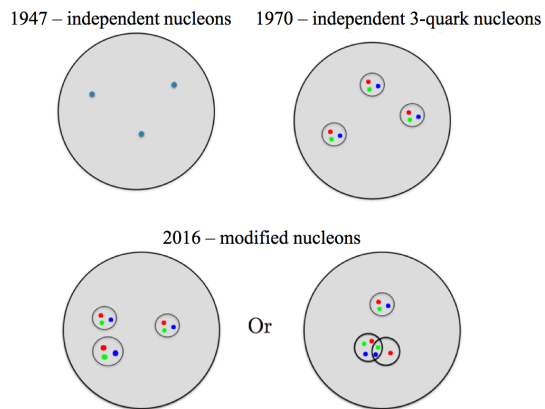 1947 – independent nucleons
1970 – independent 3-quark nucleons
2016 – modified nucleons
Or